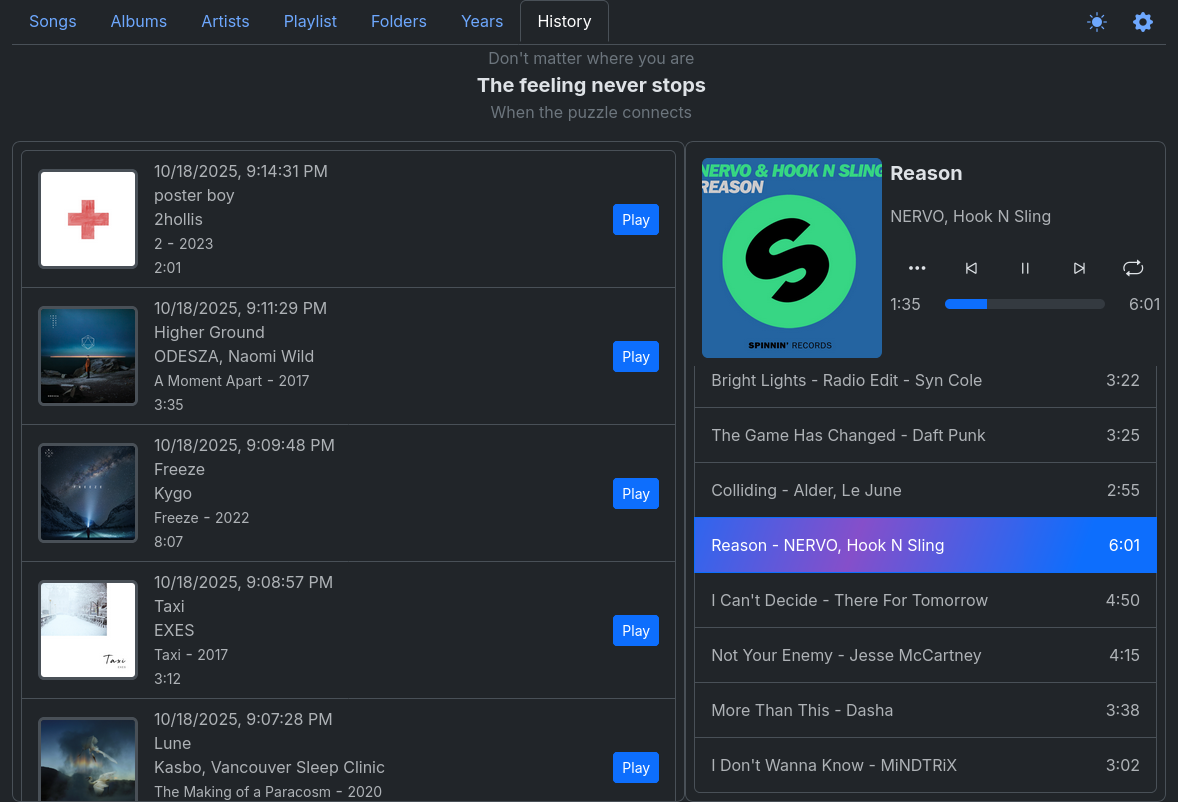 Songs Albums Artists Playlist Folders Years History
Don't matter where you are
The feeling never stops
When the puzzle connects
10/18/2025, 9:14:31 PM
poster boy
2hollis
2 - 2023
2:01
Play
10/18/2025, 9:11:29 PM
Higher Ground
ODESZA, Naomi Wild
A Moment Apart - 2017
3:35
Play
10/18/2025, 9:09:48 PM
Freeze
Kygo
Freeze - 2022
8:07
Play
FREEZE
10/18/2025, 9:08:57 PM
Taxi
EXES
Taxi - 2017
3:12
Play
Taxi
10/18/2025, 9:07:28 PM
Lune
Kasbo, Vancouver Sleep Clinic
The Making of a Paracosm - 2020
Play
NERVO & HOOK N SLING
REASON
SPINNIN' RECORDS
Reason
NERVO, Hook N Sling
1:35 6:01
Bright Lights - Radio Edit - Syn Cole 3:22
The Game Has Changed - Daft Punk 3:25
Colliding - Alder, Le June 2:55
Reason - NERVO, Hook N Sling 6:01
I Can't Decide - There For Tomorrow 4:50
Not Your Enemy - Jesse McCartney 4:15
More Than This - Dasha 3:38
I Don't Wanna Know - MiNDTRiX 3:02